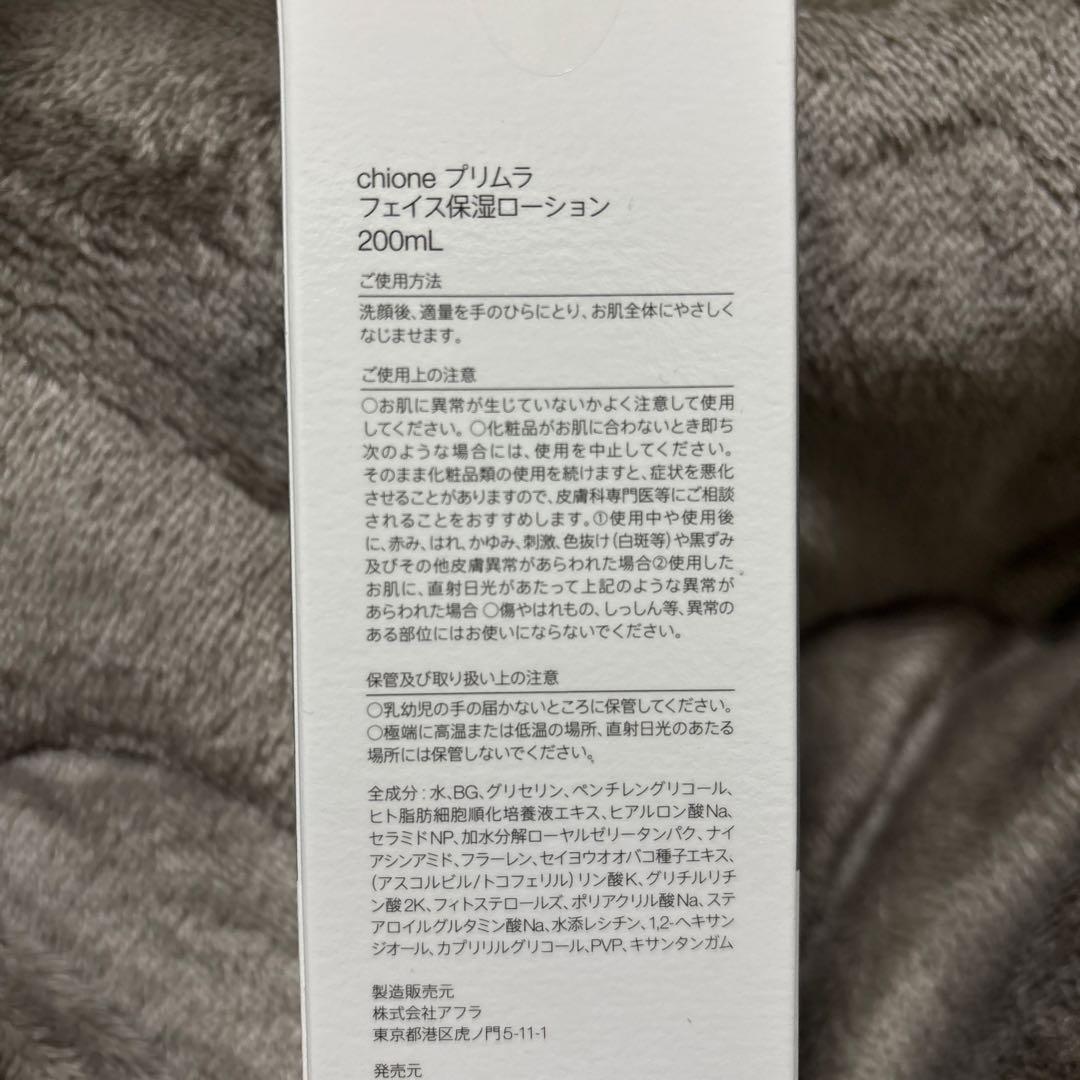 chione プリムラ
フェイス保湿ローション
200mL
ご使用方法
洗顔後、適量を手のひらにとり、お肌全体にやさしく
なじませます。
ご使用上の注意
○お肌に異常が生じていないかよく注意して使用
してください。○化粧品がお肌に合わないとき即ち
次のような場合には、使用を中止してください。
そのまま化粧品類の使用を続けますと、症状を悪化
させることがありますので、皮膚科専門医等にご相談
されることをおすすめします。①使用中や使用後
に、赤み、はれ、かゆみ、刺激、色抜け(白斑等)や黒ずみ
及びその他皮膚異常があらわれた場合②使用した
お肌に、直射日光があたって上記のような異常が
あらわれた場合 ○傷やはれもの、しっしん等、異常の
ある部位にはお使いにならないでください。
保管及び取り扱い上の注意
○乳幼児の手の届かないところに保管してください。
○極端に高温または低温の場所、直射日光のあたる
場所には保管しないでください。
全成分:水、BG、グリセリン、ペンチレングリコール、
ヒト脂肪細胞順化培養液エキス、ヒアルロン酸Na、
セラミドNP、加水分解ローヤルゼリータンパク、ナイ
アシンアミド、フラーレン、セイヨウオオバコ種子エキス、
(アスコルビル/トコフェリル)リン酸K、グリチルリチ
ン酸2K、フィトステロールズ、ポリアクリル酸Na、ステ
アロイルグルタミン酸Na、水添レシチン、1,2-ヘキサン
ジオール、カプリリルグリコール、PVP、キサンタンガム
製造販売元
株式会社アフラ
東京都港区虎ノ門5-11-1
発売元